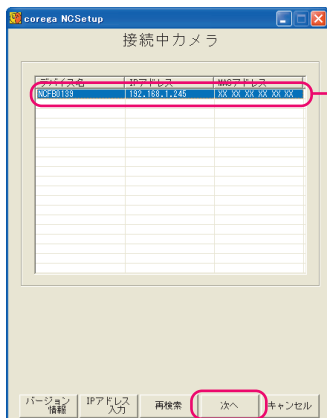 corega NCSetup
接続中カメラ
デバイス名 IPアドレス MACアドレス
NCFB0139 192.168.1.245 XX XX XX XX XX XX
バージョン
情報
IPアドレス
入力
再検索
次へ
キャンセル